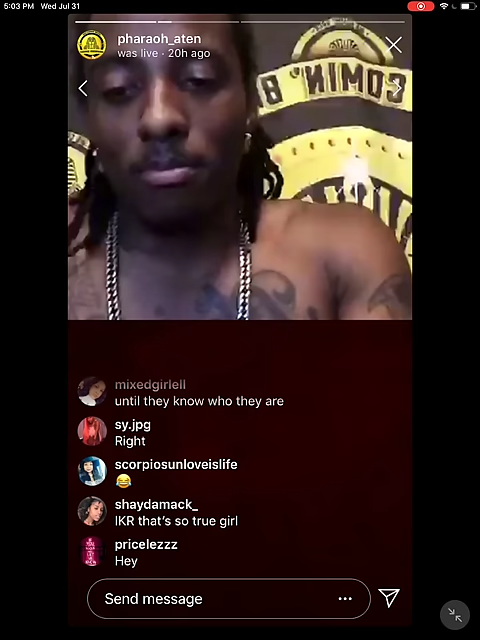 5:03 PM Wed Jul 31
pharaoh_aten
was live · 20h ago
COMIN' B
mixedgirlell
until they know who they are
sy.jpg
Right
scorpiosunloveislife
😂
shaydamack_
IKR that's so true girl
pricelezzz
Hey
Send message